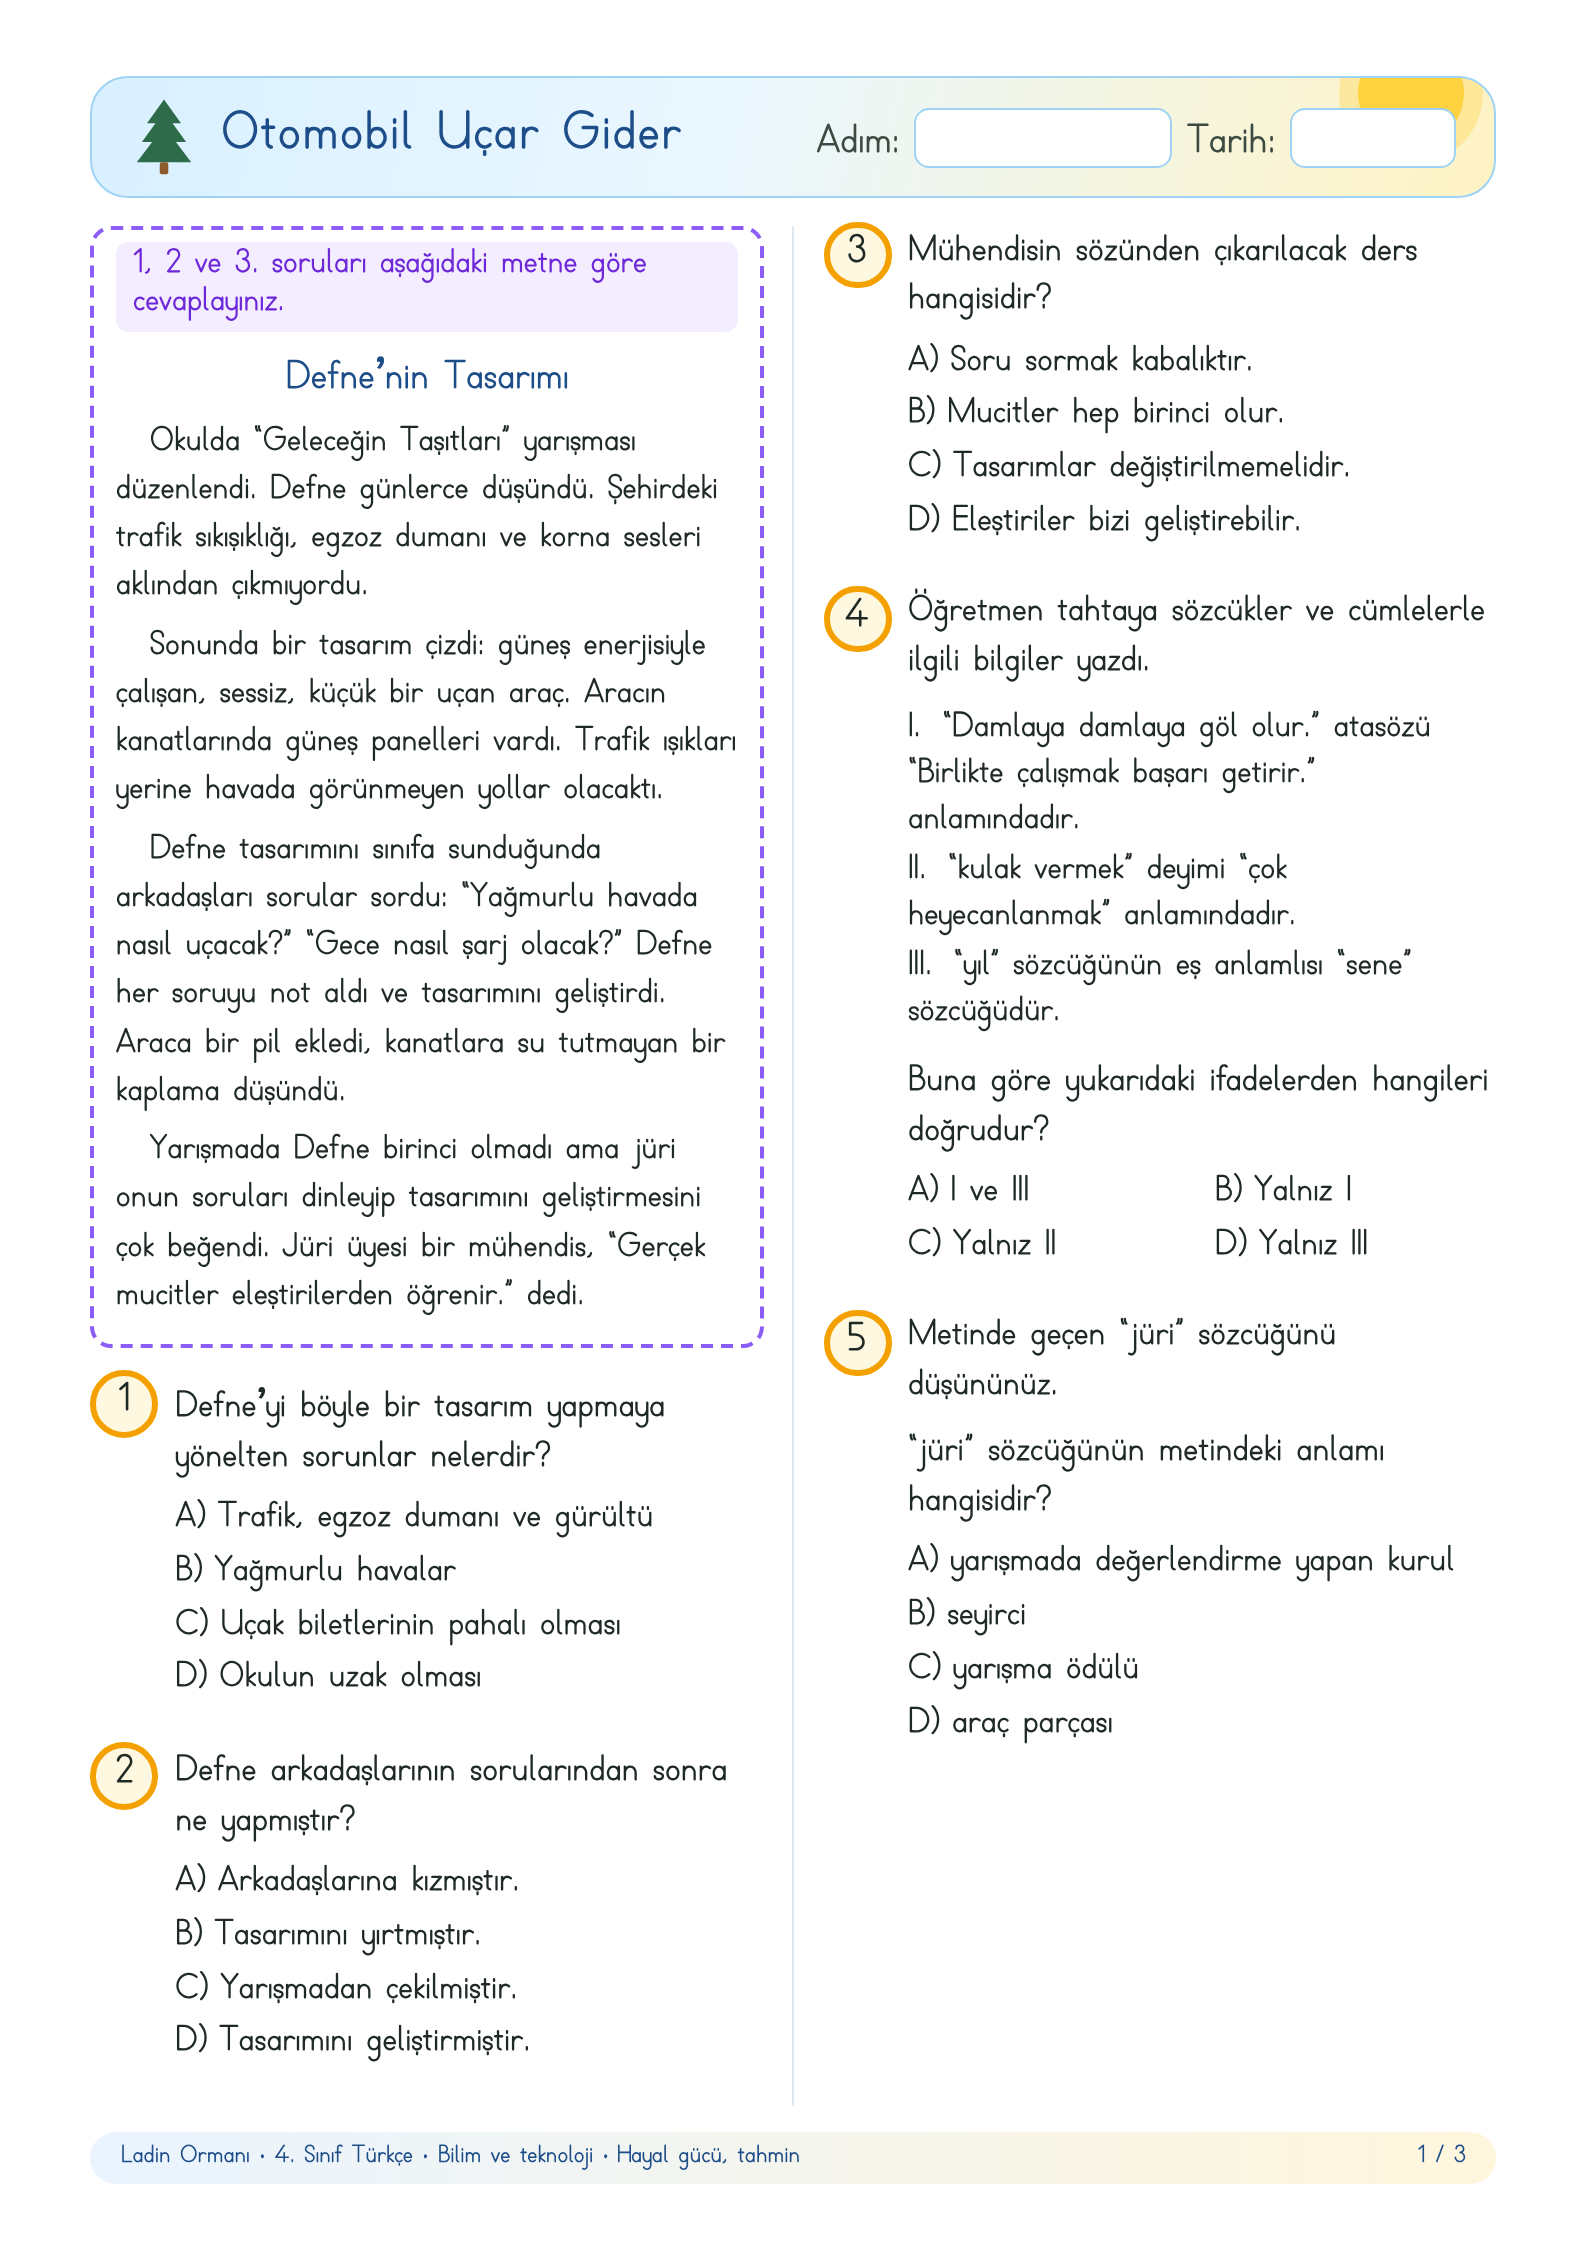 Otomobil Uçar Gider
Adım:
Tarih:
1, 2 ve 3. soruları aşağıdaki metne göre
cevaplayınız.
Defne’nin Tasarımı
Okulda “Geleceğin Taşıtları” yarışması
düzenlendi. Defne günlerce düşündü. Şehirdeki
trafik sıkışıklığı, egzoz dumanı ve korna sesleri
aklından çıkmıyordu.
Sonunda bir tasarım çizdi: güneş enerjisiyle
çalışan, sessiz, küçük bir uçan araç. Aracın
kanatlarında güneş panelleri vardı. Trafik ışıkları
yerine havada görünmeyen yollar olacaktı.
Defne tasarımını sınıfa sunduğunda
arkadaşları sorular sordu: “Yağmurlu havada
nasıl uçacak?” “Gece nasıl şarj olacak?” Defne
her soruyu not aldı ve tasarımını geliştirdi.
Araca bir pil ekledi, kanatlara su tutmayan bir
kaplama düşündü.
Yarışmada Defne birinci olmadı ama jüri
onun soruları dinleyip tasarımını geliştirmesini
çok beğendi. Jüri üyesi bir mühendis, “Gerçek
mucitler eleştirilerden öğrenir.” dedi.
1
Defne’yi böyle bir tasarım yapmaya
yönelten sorunlar nelerdir?
A) Trafik, egzoz dumanı ve gürültü
B) Yağmurlu havalar
C) Uçak biletlerinin pahalı olması
D) Okulun uzak olması
2
Defne arkadaşlarının sorularından sonra
ne yapmıştır?
A) Arkadaşlarına kızmıştır.
B) Tasarımını yırtmıştır.
C) Yarışmadan çekilmiştir.
D) Tasarımını geliştirmiştir.
3
Mühendisin sözünden çıkarılacak ders
hangisidir?
A) Soru sormak kabalıktır.
B) Mucitler hep birinci olur.
C) Tasarımlar değiştirilmemelidir.
D) Eleştiriler bizi geliştirebilir.
4
Öğretmen tahtaya sözcükler ve cümlelerle
ilgili bilgiler yazdı.
I. “Damlaya damlaya göl olur.” atasözü
“Birlikte çalışmak başarı getirir.”
anlamındadır.
II. “kulak vermek” deyimi “çok
heyecanlanmak” anlamındadır.
III. “yıl” sözcüğünün eş anlamlısı “sene”
sözcüğüdür.
Buna göre yukarıdaki ifadelerden hangileri
doğrudur?
A) I ve III
B) Yalnız I
C) Yalnız II
D) Yalnız III
5
Metinde geçen “jüri” sözcüğünü
düşününüz.
“jüri” sözcüğünün metindeki anlamı
hangisidir?
A) yarışmada değerlendirme yapan kurul
B) seyirci
C) yarışma ödülü
D) araç parçası
Ladin Ormanı • 4. Sınıf Türkçe • Bilim ve teknoloji • Hayal gücü, tahmin
1 / 3